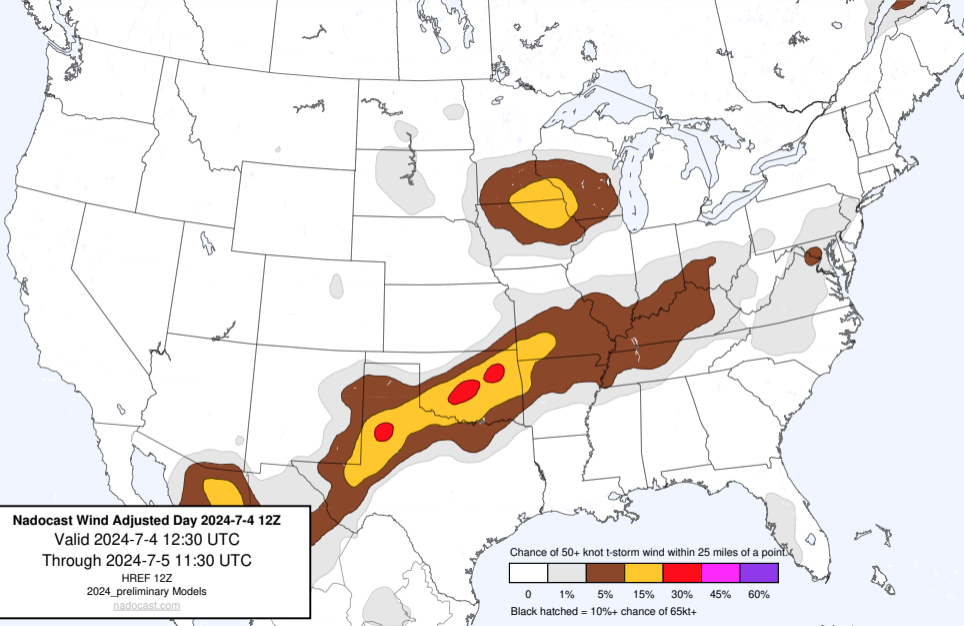 Nadocast Wind Adjusted Day 2024-7-4 12Z
Valid 2024-7-4 12:30 UTC
Through 2024-7-5 11:30 UTC
HREF 12Z
2024_preliminary Models
nadocast.com
Chance of 50+ knot t-storm wind within 25 miles of a point.
0 1% 5% 15% 30% 45% 60%
Black hatched = 10%+ chance of 65kt+